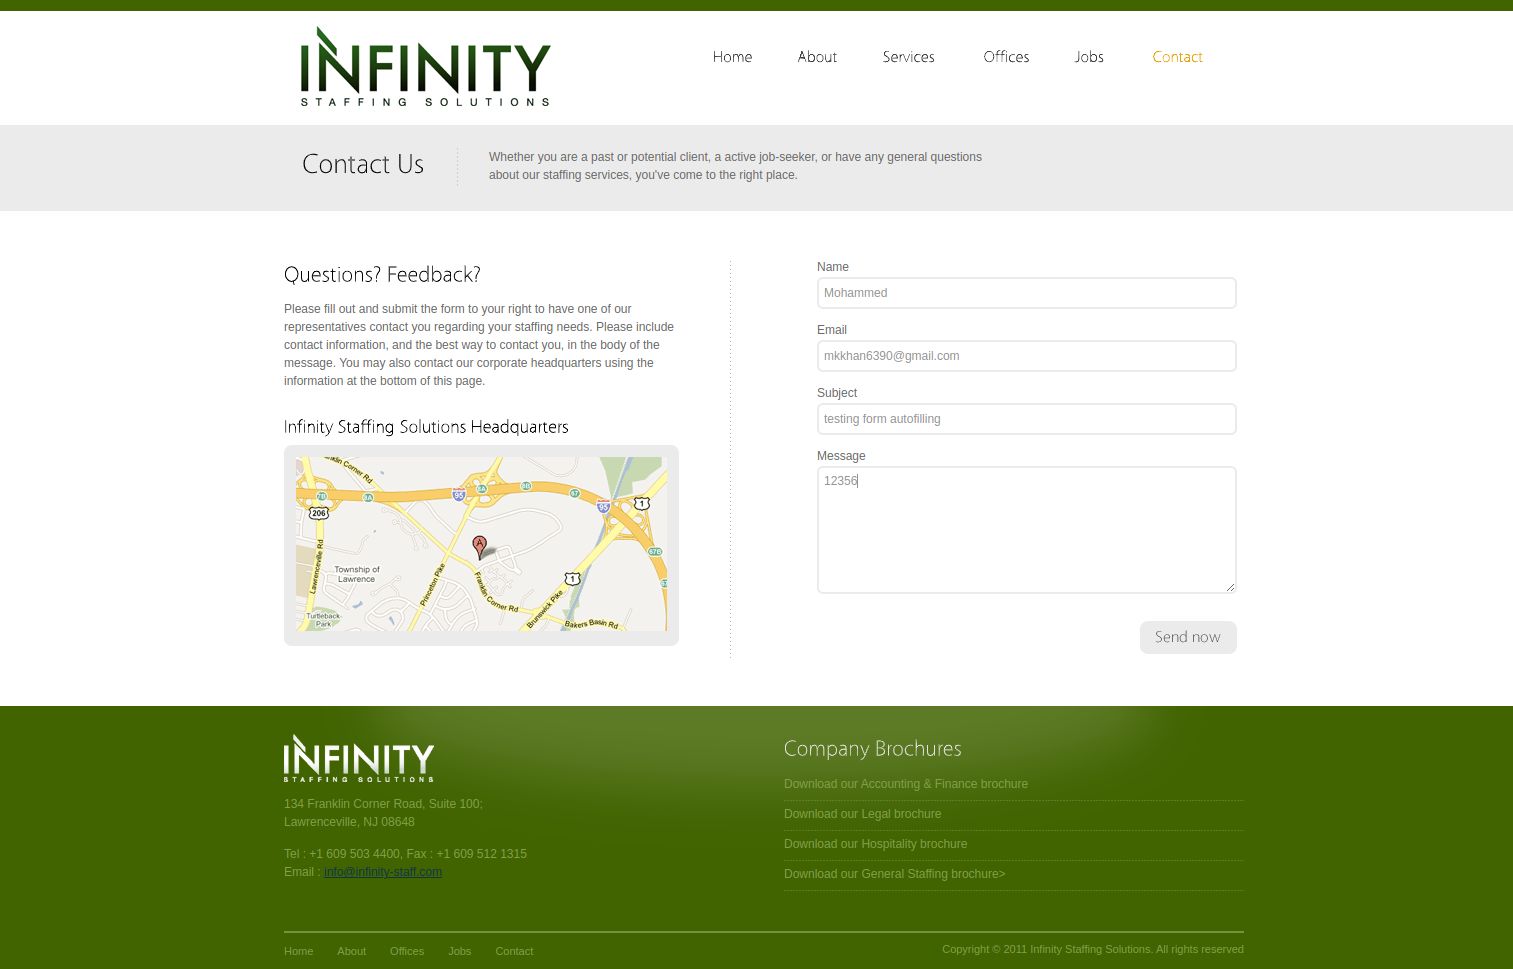 INFINITY
STAFFING SOLUTIONS
Home About Services Offices Jobs Contact
Contact Us
Whether you are a past or potential client, a active job-seeker, or have any general questions
about our staffing services, you've come to the right place.
Questions? Feedback?
Please fill out and submit the form to your right to have one of our
representatives contact you regarding your staffing needs. Please include
contact information, and the best way to contact you, in the body of the
message. You may also contact our corporate headquarters using the
information at the bottom of this page.
Infinity Staffing Solutions Headquarters
Franklin Corner Rd
7B
8A
95
8A
8B
67
95
1
206
67B
A
Lawrenceville Rd
Township of
Lawrence
Princeton Pike
Franklin Corner Rd
1
Brunswick Pike
Bakers Basin Rd
Turtleback
Park
Name
Mohammed
Email
mkkhan6390@gmail.com
Subject
testing form autofilling
Message
12356
Send now
INFINITY
STAFFING SOLUTIONS
134 Franklin Corner Road, Suite 100;
Lawrenceville, NJ 08648
Tel : +1 609 503 4400, Fax : +1 609 512 1315
Email : info@infinity-staff.com
Company Brochures
Download our Accounting & Finance brochure
Download our Legal brochure
Download our Hospitality brochure
Download our General Staffing brochure>
Home About Offices Jobs Contact
Copyright © 2011 Infinity Staffing Solutions. All rights reserved